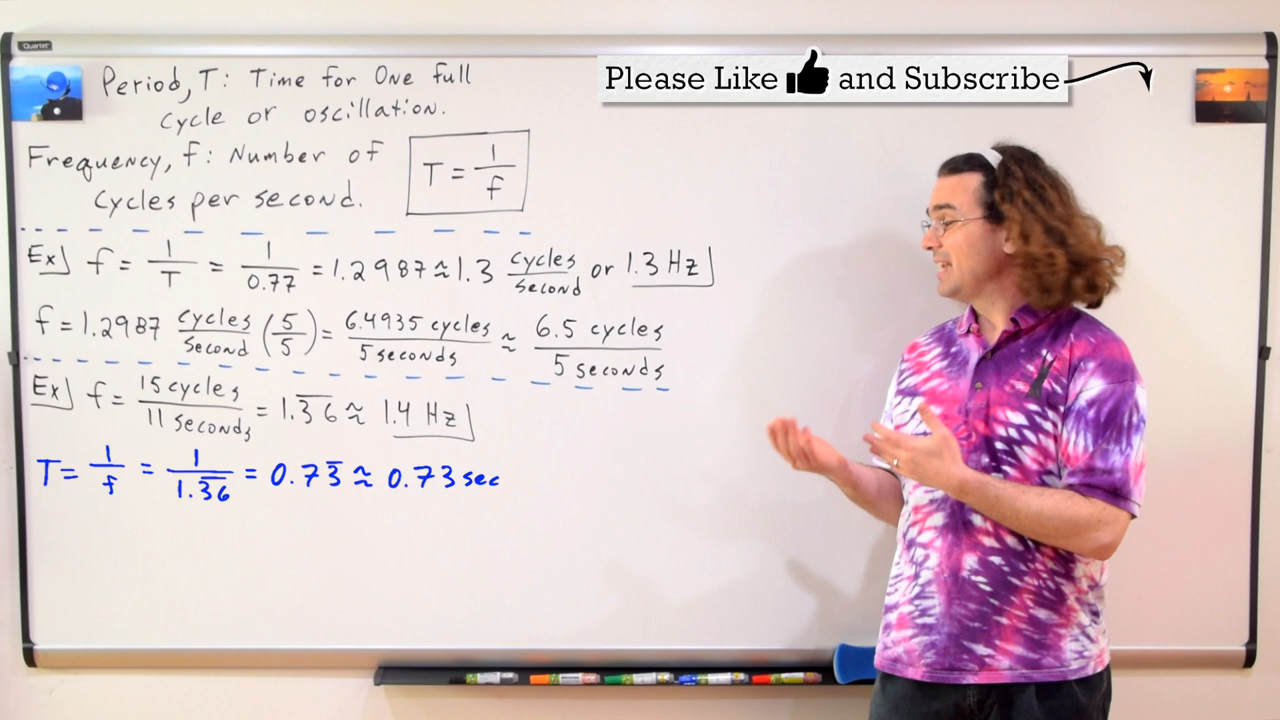 Quartet
Please Like and Subscribe
Period, T: Time for One full
cycle or oscillation.
Frequency, f: Number of
cycles per second.
T = 1/f
Ex] f = 1/T = 1/0.77 = 1.2987 ≈ 1.3 cycles/second or 1.3 Hz
f = 1.2987 cycles/second (5/5) = 6.4935 cycles/5 seconds ≈ 6.5 cycles/5 seconds
Ex] f = 15 cycles/11 seconds = 1.3̅6̅ ≈ 1.4 Hz
T = 1/f = 1/1.3̅6̅ = 0.73̅ ≈ 0.73 sec